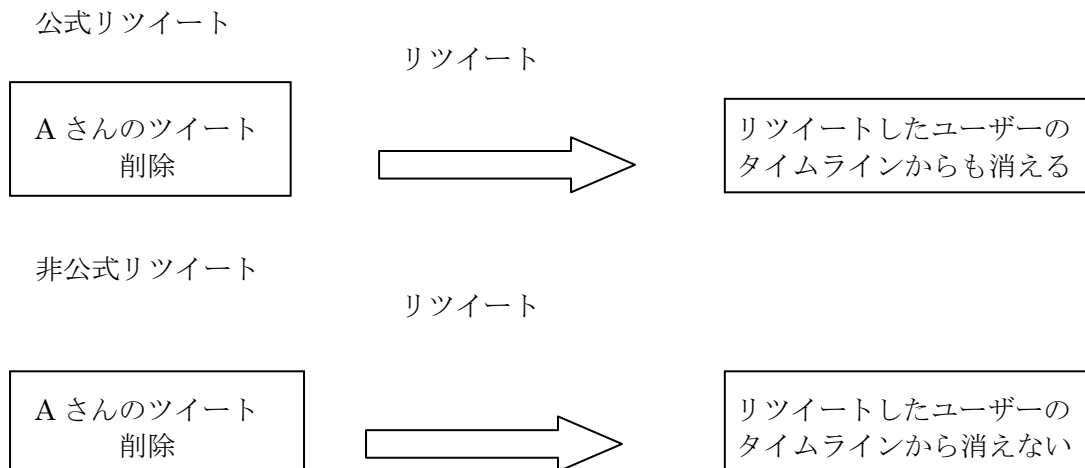 公式リツイート
リツイート
A さんのツイート
削除
リツイートしたユーザーの
タイムラインからも消える
非公式リツイート
リツイート
A さんのツイート
削除
リツイートしたユーザーの
タイムラインから消えない